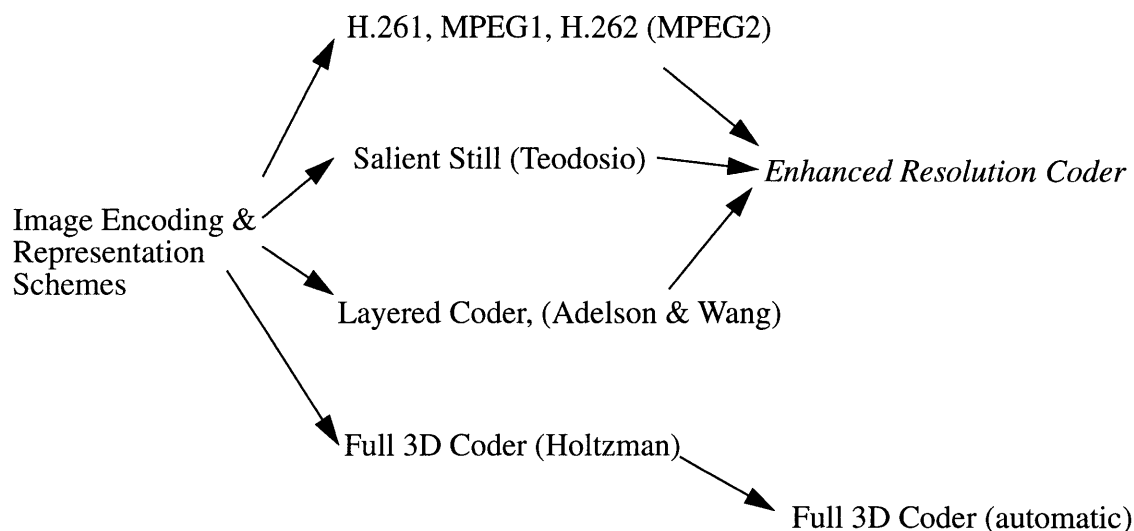 H.261, MPEG1, H.262 (MPEG2)
Salient Still (Teodosio)
Enhanced Resolution Coder
Image Encoding &
Representation
Schemes
Layered Coder, (Adelson & Wang)
Full 3D Coder (Holtzman)
Full 3D Coder (automatic)